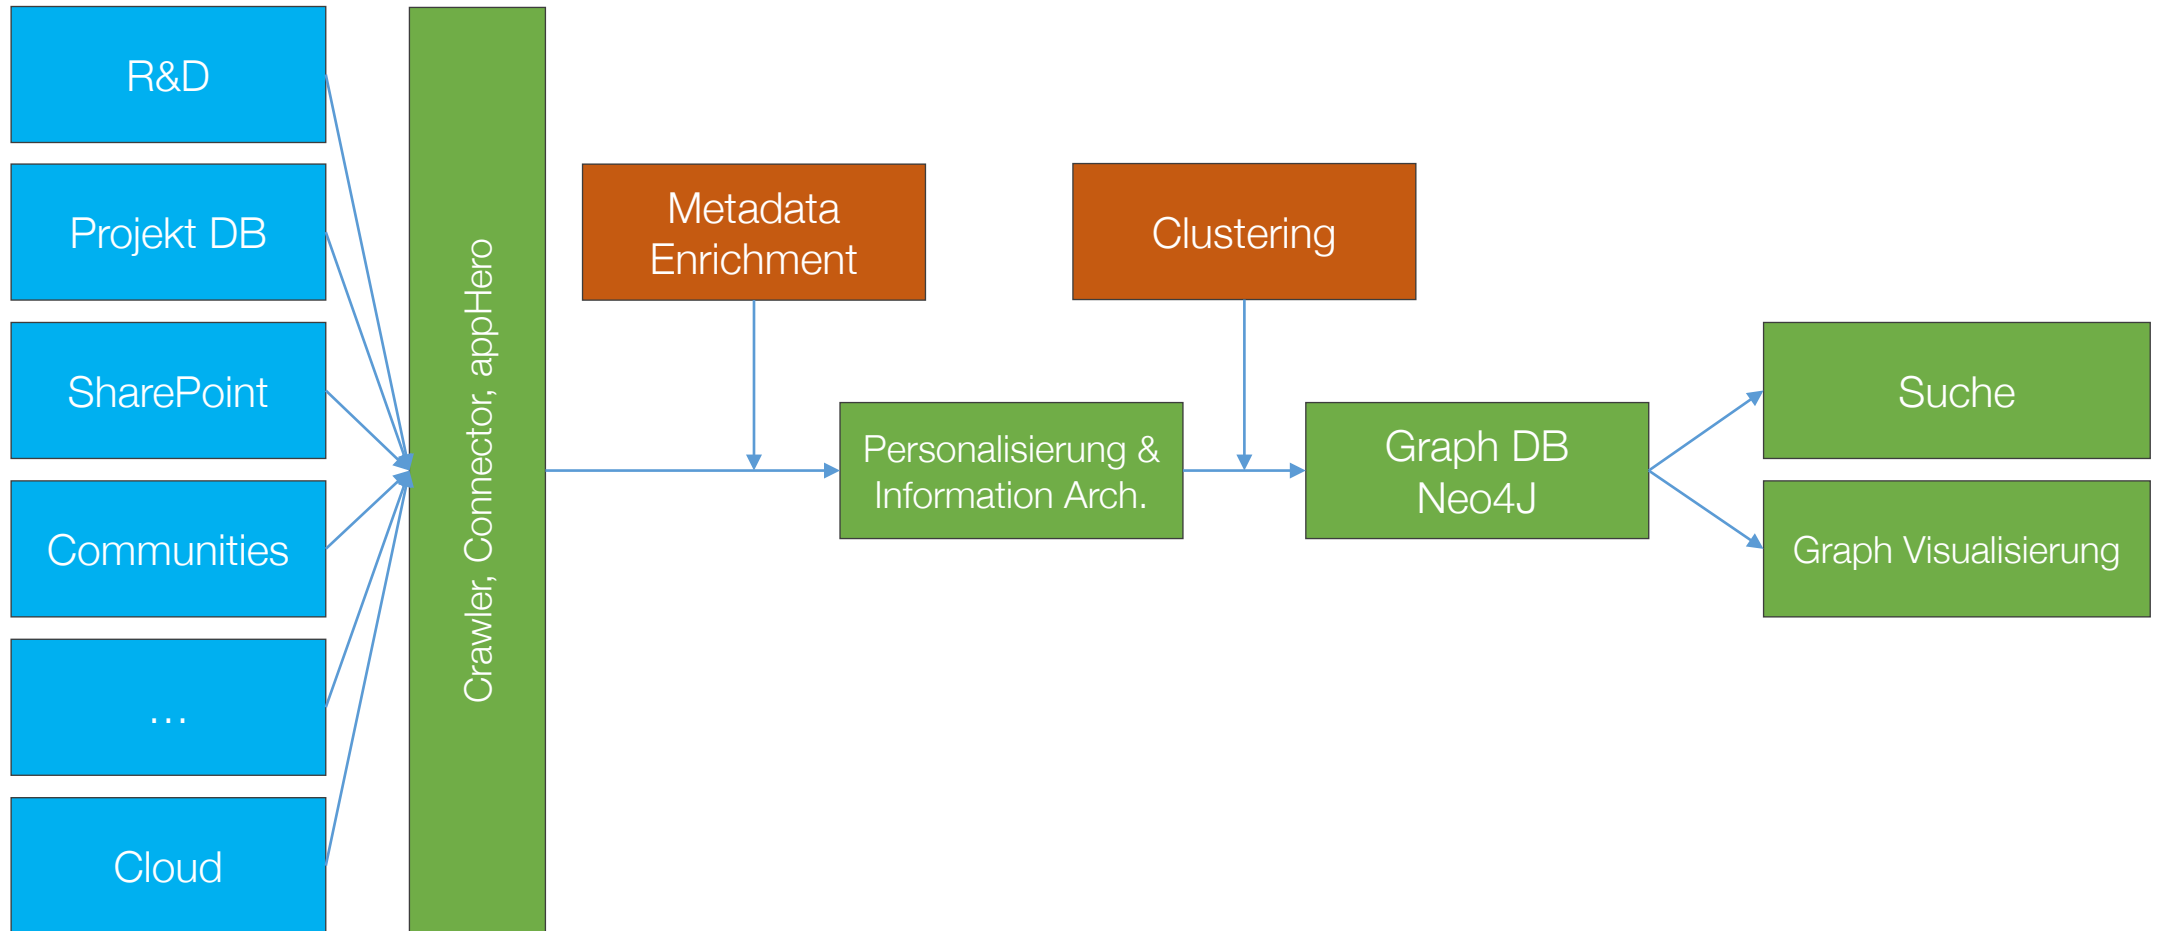 R&D
Projekt DB
SharePoint
Communities
...
Cloud
Crawler, Connector, appHero
Metadata
Enrichment
Clustering
Personalisierung &
Information Arch.
Graph DB
Neo4J
Suche
Graph Visualisierung